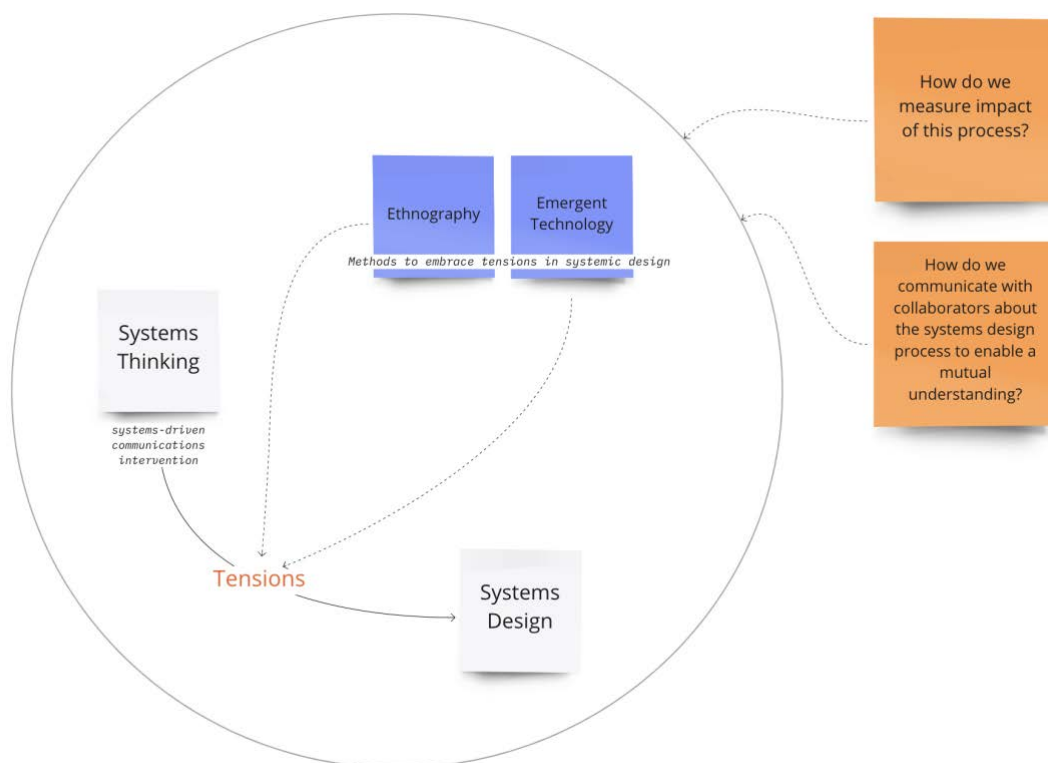 How do we
measure impact
of this process?
Ethnography
Emergent
Technology
Methods to embrace tensions in systemic design
How do we
communicate with
collaborators about
the systems design
process to enable a
mutual
understanding?
Systems
Thinking
systems-driven
communications
intervention
Tensions
Systems
Design